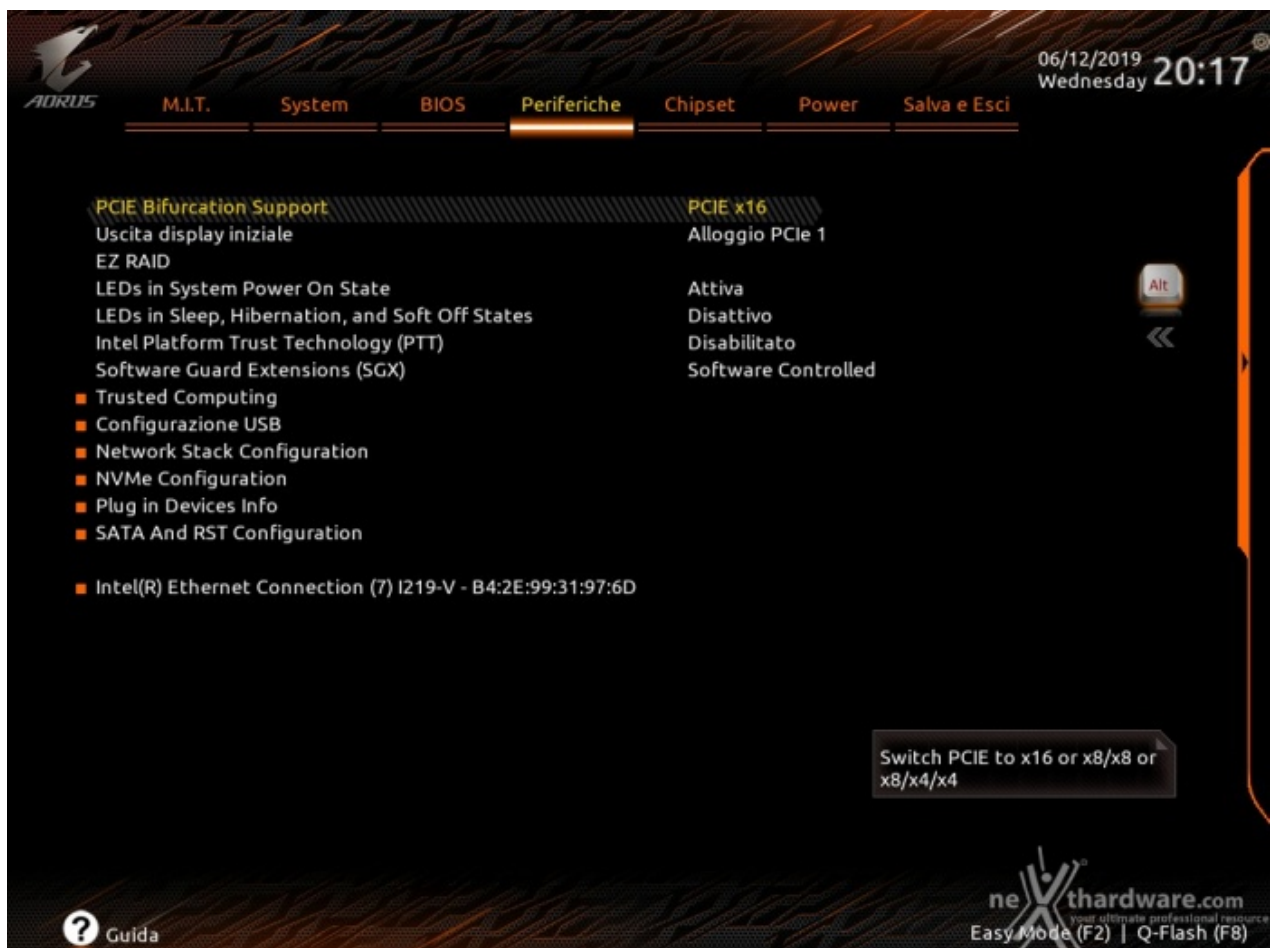 06/12/2019
Wednesday 20:17
AORUS
M.I.T. System BIOS Periferiche Chipset Power Salva e Esci
PCIE Bifurcation Support PCIE x16
Uscita display iniziale Alloggio PCIe 1
EZ RAID
LEDs in System Power On State Attiva
LEDs in Sleep, Hibernation, and Soft Off States Disattivo
Intel Platform Trust Technology (PTT) Disabilitato
Software Guard Extensions (SGX) Software Controlled
Trusted Computing
Configurazione USB
Network Stack Configuration
NVMe Configuration
Plug in Devices Info
SATA And RST Configuration
Intel(R) Ethernet Connection (7) I219-V - B4:2E:99:31:97:6D
Alt
Switch PCIE to x16 or x8/x8 or
x8/x4/x4
nexthardware.com
your ultimate professional resource
Guida
Easy Mode (F2) | Q-Flash (F8)